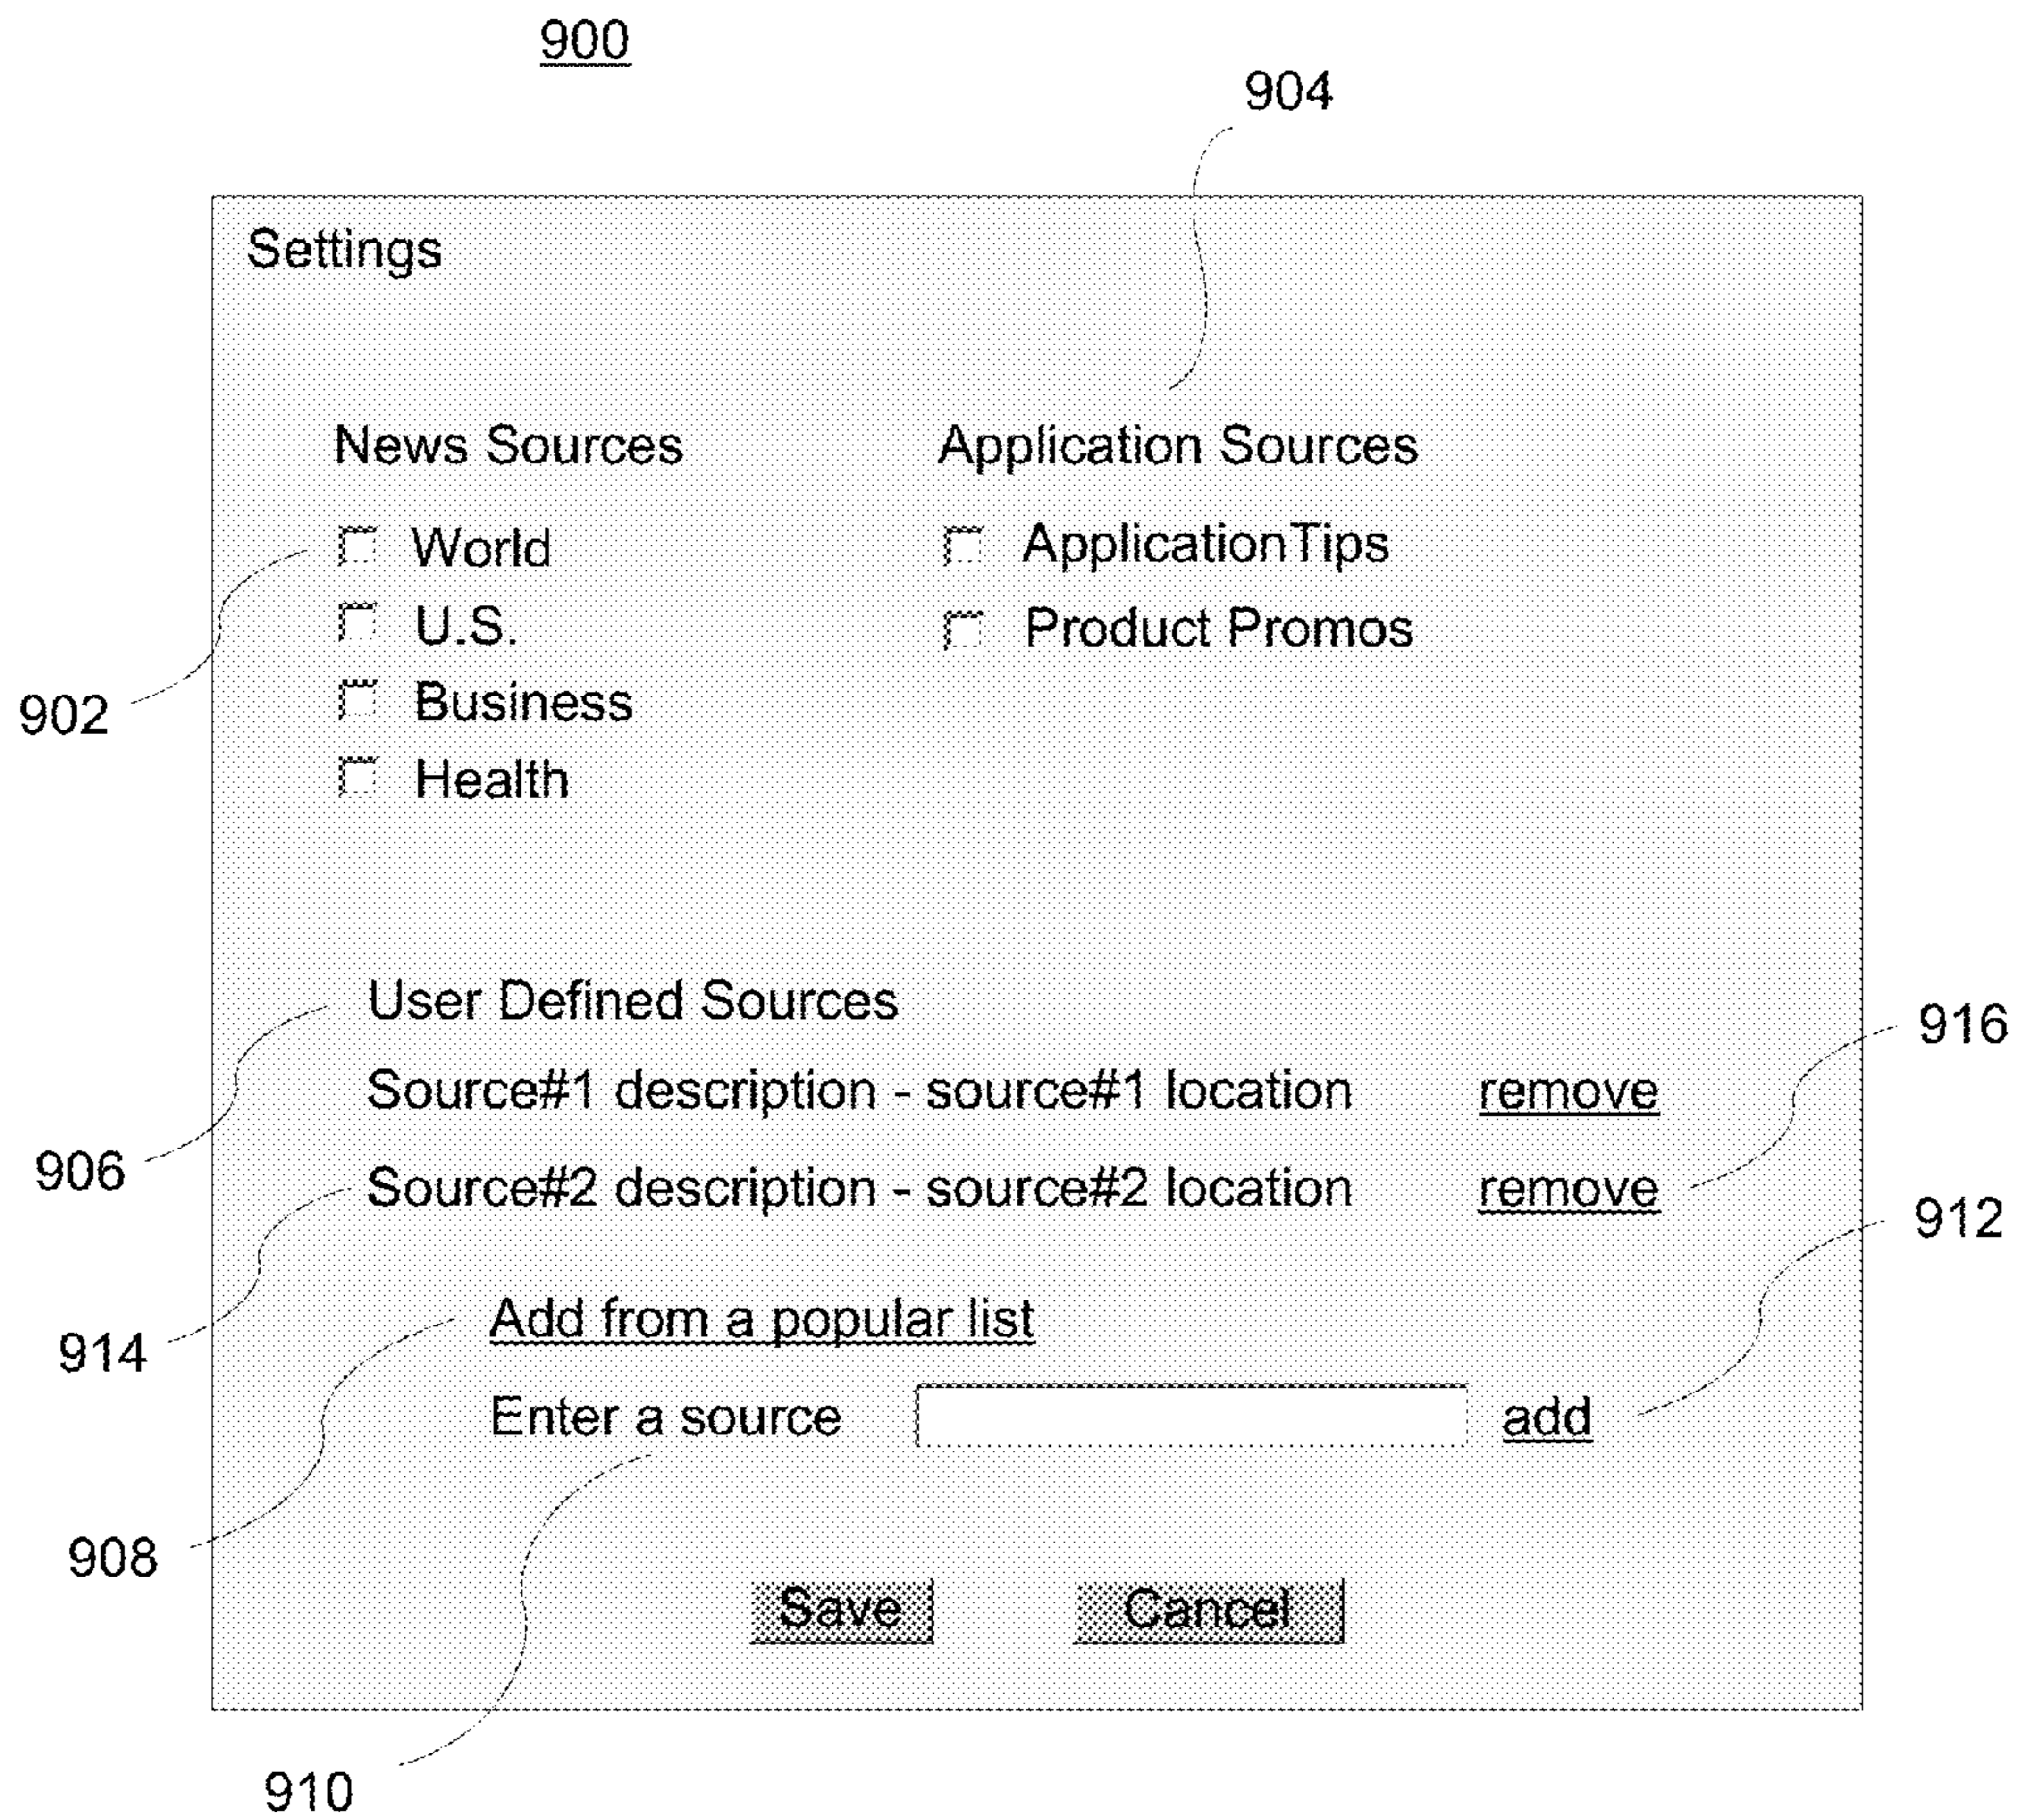 900
904
Settings
News Sources
Application Sources
World
ApplicationTips
U.S.
Product Promos
902
Business
Health
User Defined Sources
916
Source#1 description - source#1 location remove
906
Source#2 description - source#2 location remove
912
914
Add from a popular list
Enter a source add
908
Save
Cancel
910